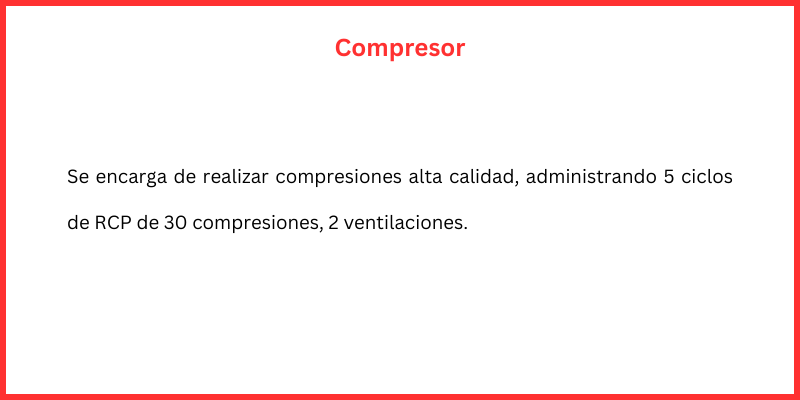 Compresor
Se encarga de realizar compresiones alta calidad, administrando 5 ciclos
de RCP de 30 compresiones, 2 ventilaciones.